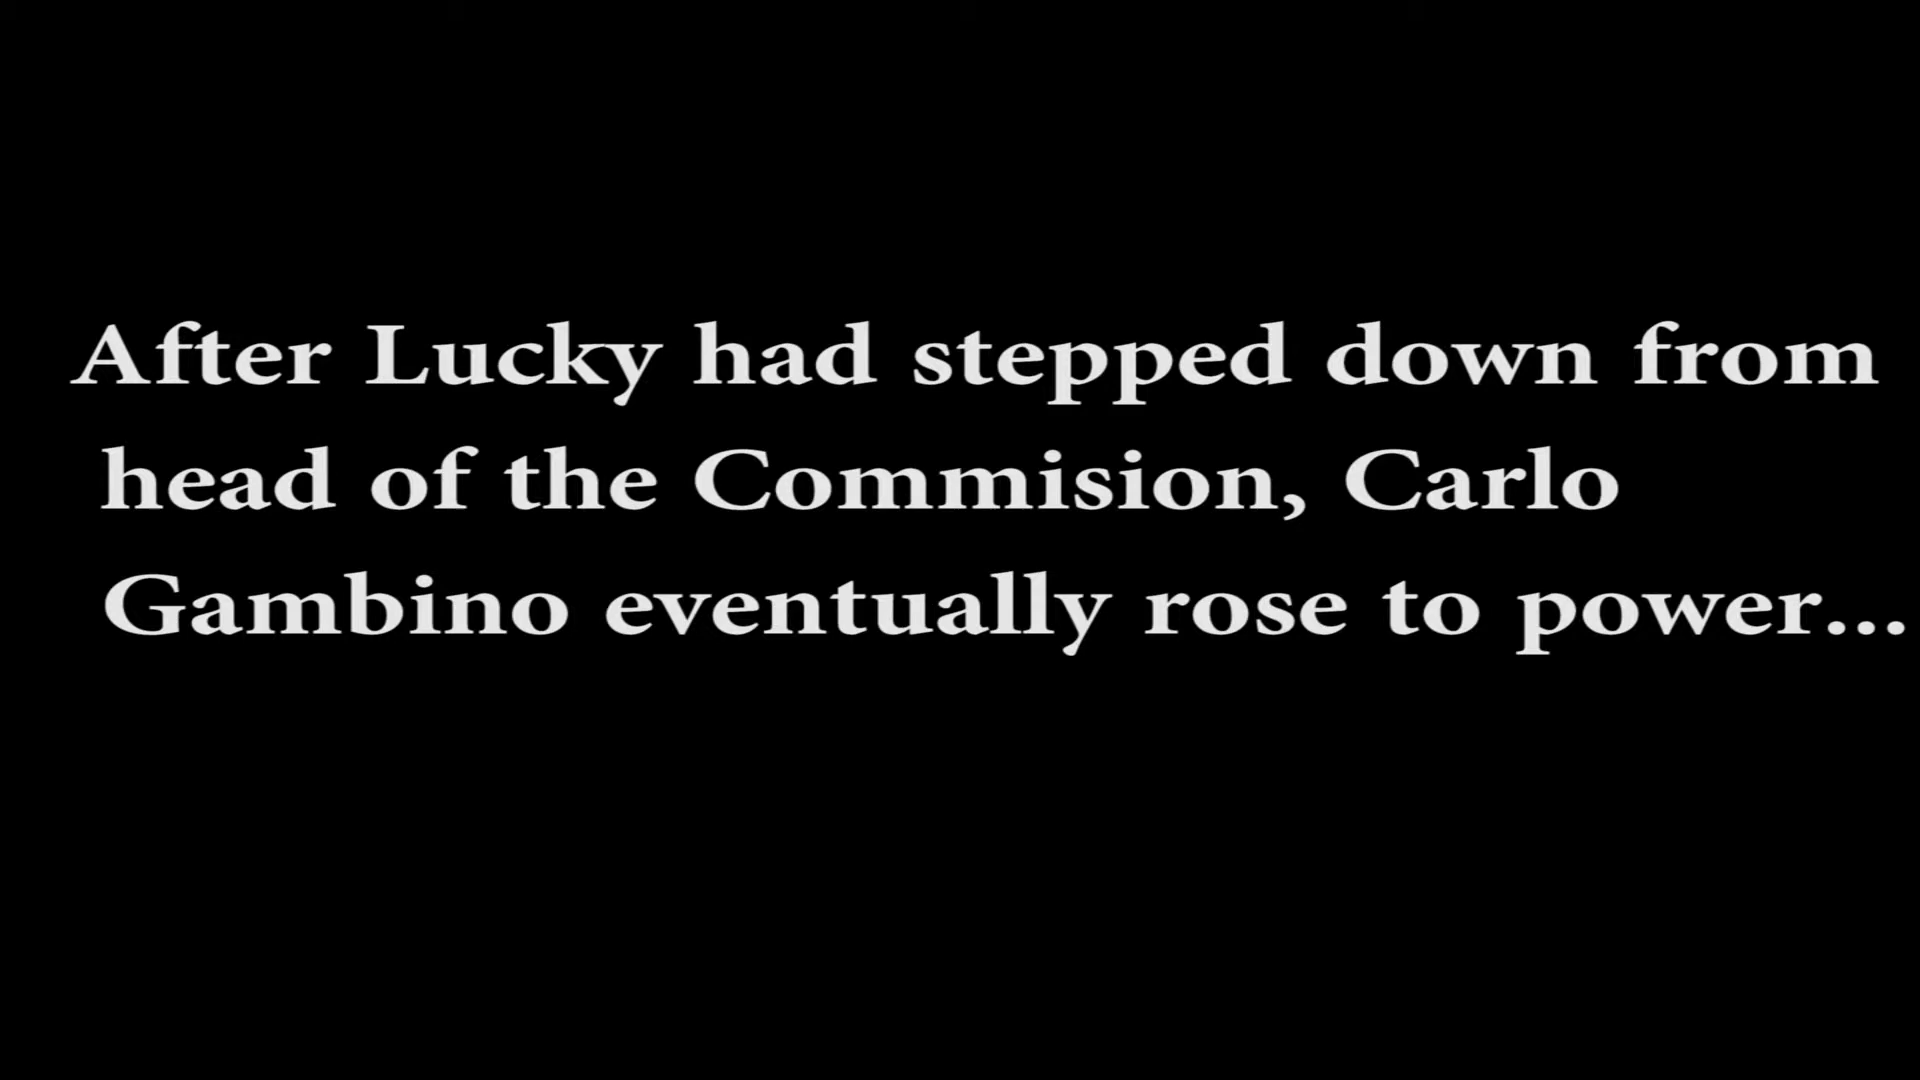 After Lucky had stepped down from
head of the Commision, Carlo
Gambino eventually rose to power...